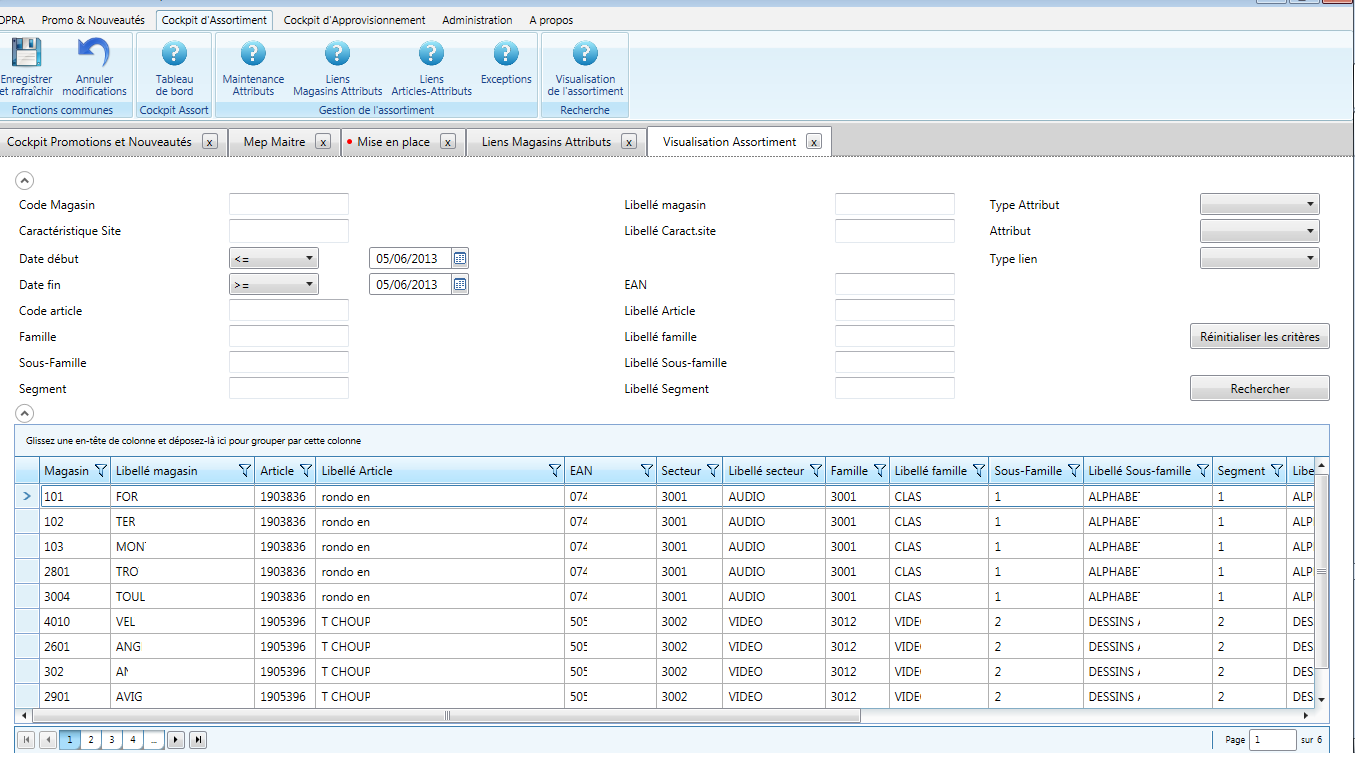 OPRA Promo & Nouveautés Cockpit d'Assortiment Cockpit d'Approvisionnement Administration A propos
Enregistrer et rafraîchir
Annuler modifications
Tableau de bord
Maintenance Attributs
Liens Magasins Attributs
Liens Articles-Attributs
Exceptions
Visualisation de l'assortiment
Fonctions communes Cockpit Assort Gestion de l'assortiment Recherche
Cockpit Promotions et Nouveautés x Mep Maitre x Mise en place x Liens Magasins Attributs x Visualisation Assortiment x
Code Magasin Libellé magasin Type Attribut
Caractéristique Site Libellé Caract.site Attribut
Date début <= 05/06/2013 Type lien
Date fin >= 05/06/2013 EAN
Code article Libellé Article
Famille Libellé famille Réinitialiser les critères
Sous-Famille Libellé Sous-famille
Segment Libellé Segment Rechercher
Glissez une en-tête de colonne et déposez-là ici pour grouper par cette colonne
Magasin Libellé magasin Article Libellé Article EAN Secteur Libellé secteur Famille Libellé famille Sous-Famille Libellé Sous-famille Segment Libe
101 FOR 1903836 rondo en 074 3001 AUDIO 3001 CLAS 1 ALPHABET 1 ALP
102 TER 1903836 rondo en 074 3001 AUDIO 3001 CLAS 1 ALPHABET 1 ALP
103 MON 1903836 rondo en 074 3001 AUDIO 3001 CLAS 1 ALPHABET 1 ALP
2801 TRO 1903836 rondo en 074 3001 AUDIO 3001 CLAS 1 ALPHABET 1 ALP
3004 TOUL 1903836 rondo en 074 3001 AUDIO 3001 CLAS 1 ALPHABET 1 ALP
4010 VEL 1905396 T CHOUP 505 3002 VIDEO 3012 VIDE 2 DESSINS 2 DES
2601 ANG 1905396 T CHOUP 505 3002 VIDEO 3012 VIDE 2 DESSINS 2 DES
302 AN 1905396 T CHOUP 505 3002 VIDEO 3012 VIDE 2 DESSINS 2 DES
2901 AVIG 1905396 T CHOUP 505 3002 VIDEO 3012 VIDE 2 DESSINS 2 DES
1 2 3 4 ... Page 1 sur 6